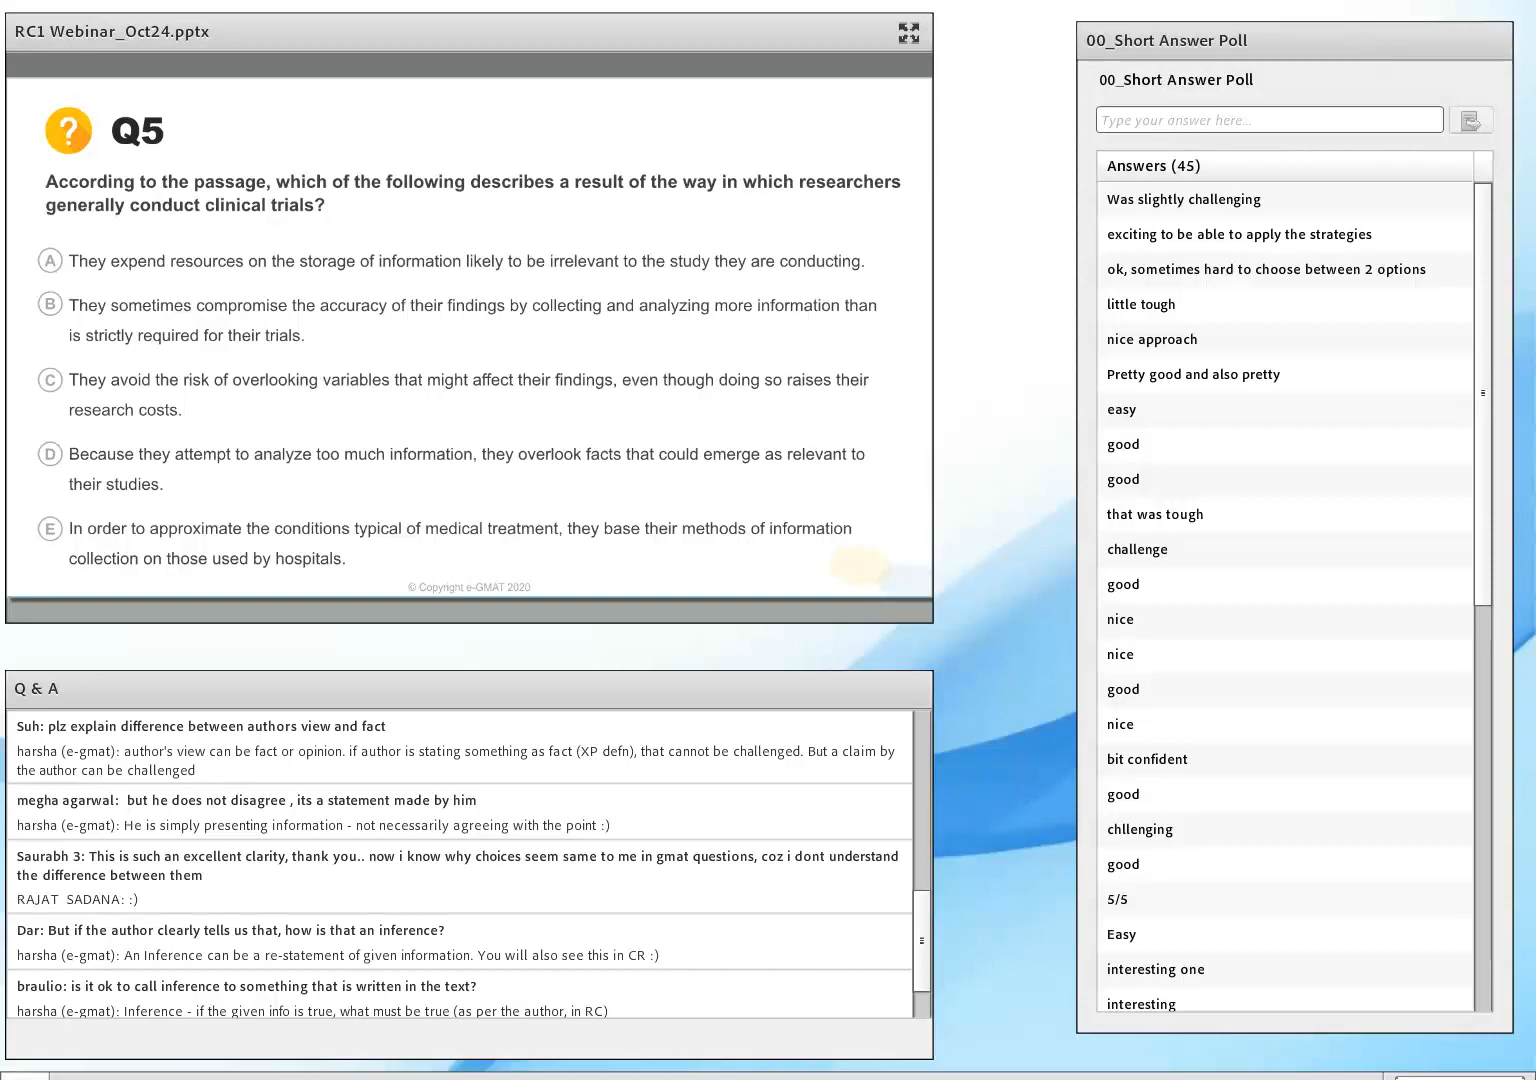 RC1 Webinar_Oct24.pptx
? Q5
According to the passage, which of the following describes a result of the way in which researchers
generally conduct clinical trials?
A They expend resources on the storage of information likely to be irrelevant to the study they are conducting.
B They sometimes compromise the accuracy of their findings by collecting and analyzing more information than
is strictly required for their trials.
C They avoid the risk of overlooking variables that might affect their findings, even though doing so raises their
research costs.
D Because they attempt to analyze too much information, they overlook facts that could emerge as relevant to
their studies.
E In order to approximate the conditions typical of medical treatment, they base their methods of information
collection on those used by hospitals.
© Copyright e-GMAT 2020
Q & A
Suh: plz explain difference between authors view and fact
harsha (e-gmat): author's view can be fact or opinion. if author is stating something as fact (XP defn), that cannot be challenged. But a claim by
the author can be challenged
megha agarwal: but he does not disagree , its a statement made by him
harsha (e-gmat): He is simply presenting information - not necessarily agreeing with the point :)
Saurabh 3: This is such an excellent clarity, thank you.. now i know why choices seem same to me in gmat questions, coz i dont understand
the difference between them
RAJAT SADANA: :)
Dar: But if the author clearly tells us that, how is that an inference?
harsha (e-gmat): An Inference can be a re-statement of given information. You will also see this in CR :)
braulio: is it ok to call inference to something that is written in the text?
harsha (e-gmat): Inference - if the given info is true, what must be true (as per the author, in RC)
00_Short Answer Poll
00_Short Answer Poll
Type your answer here...
Answers (45)
Was slightly challenging
exciting to be able to apply the strategies
ok, sometimes hard to choose between 2 options
little tough
nice approach
Pretty good and also pretty
easy
good
good
that was tough
challenge
good
nice
nice
good
nice
bit confident
good
chllenging
good
5/5
Easy
interesting one
interesting